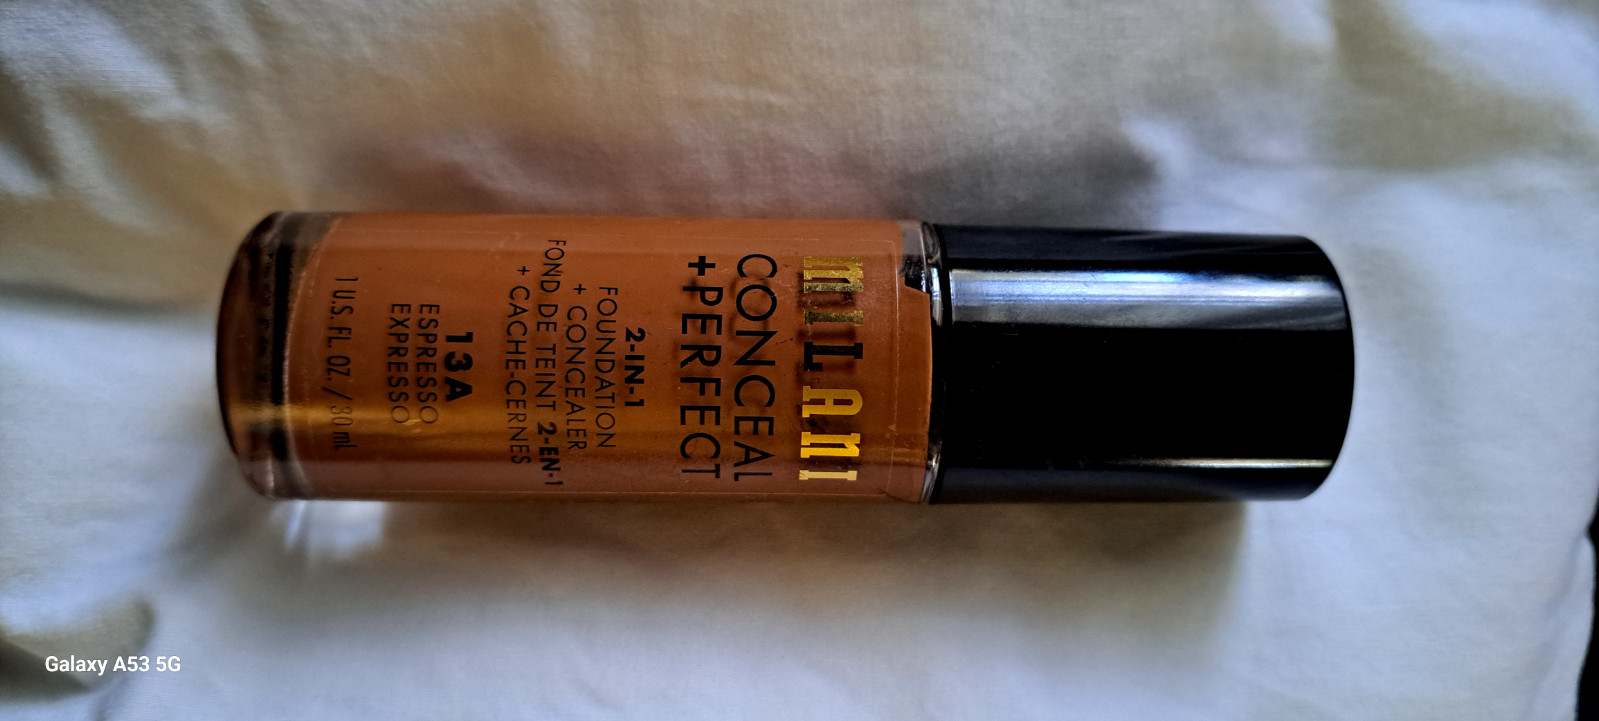 MILANI
CONCEAL
+PERFECT
2-IN-1
FOUNDATION
+ CONCEALER
FOND DE TEINT 2-EN-1
+ CACHE-CERNES
13A
ESPRESSO
EXPRESSO
1 U.S. FL. OZ. / 30 ml
Galaxy A53 5G